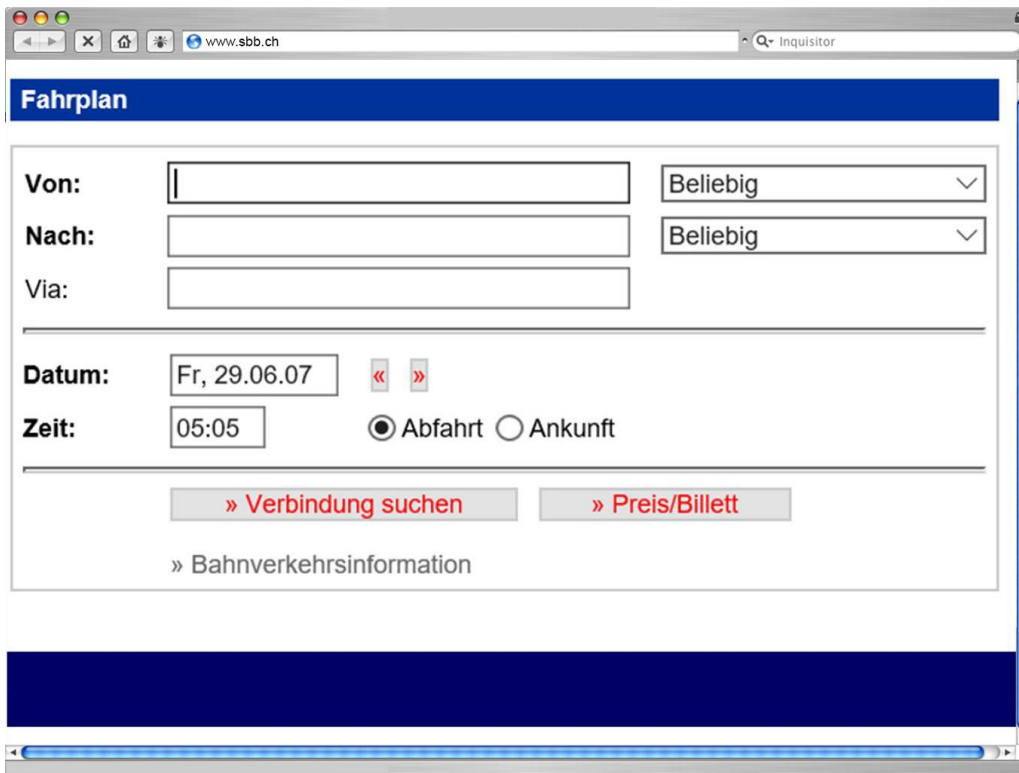 www.sbb.ch
Inquisitor
Fahrplan
Von: Beliebig
Nach: Beliebig
Via:
Datum: Fr, 29.06.07 « »
Zeit: 05:05 Abfahrt Ankunft
» Verbindung suchen » Preis/Billett
» Bahnverkehrsinformation